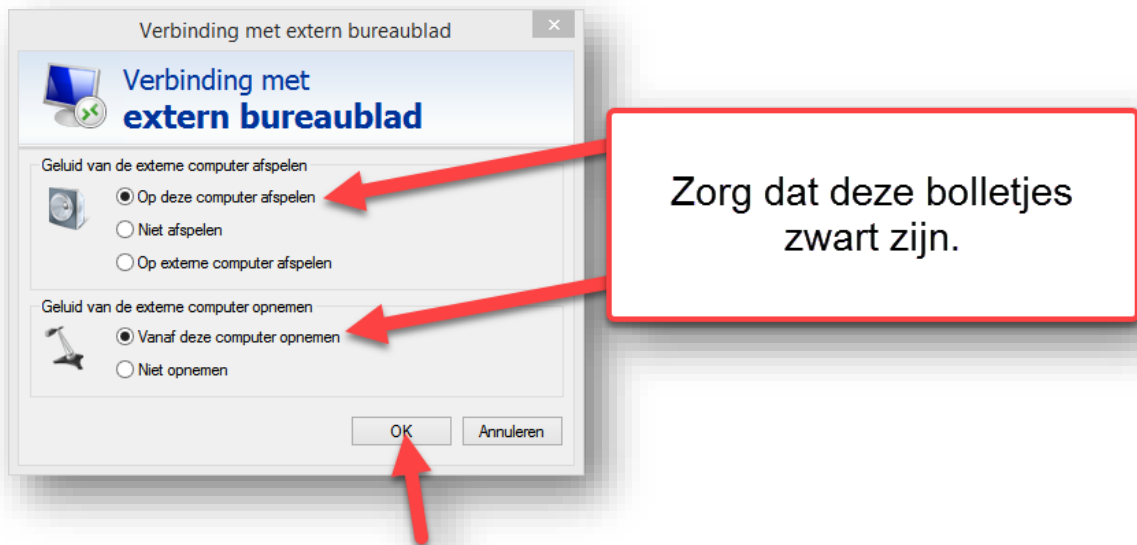 Verbinding met extern bureaublad
Verbinding met
extern bureaublad
Geluid van de externe computer afspelen
Op deze computer afspelen
Niet afspelen
Op externe computer afspelen
Geluid van de externe computer opnemen
Vanaf deze computer opnemen
Niet opnemen
OK
Annuleren
Zorg dat deze bolletjes
zwart zijn.